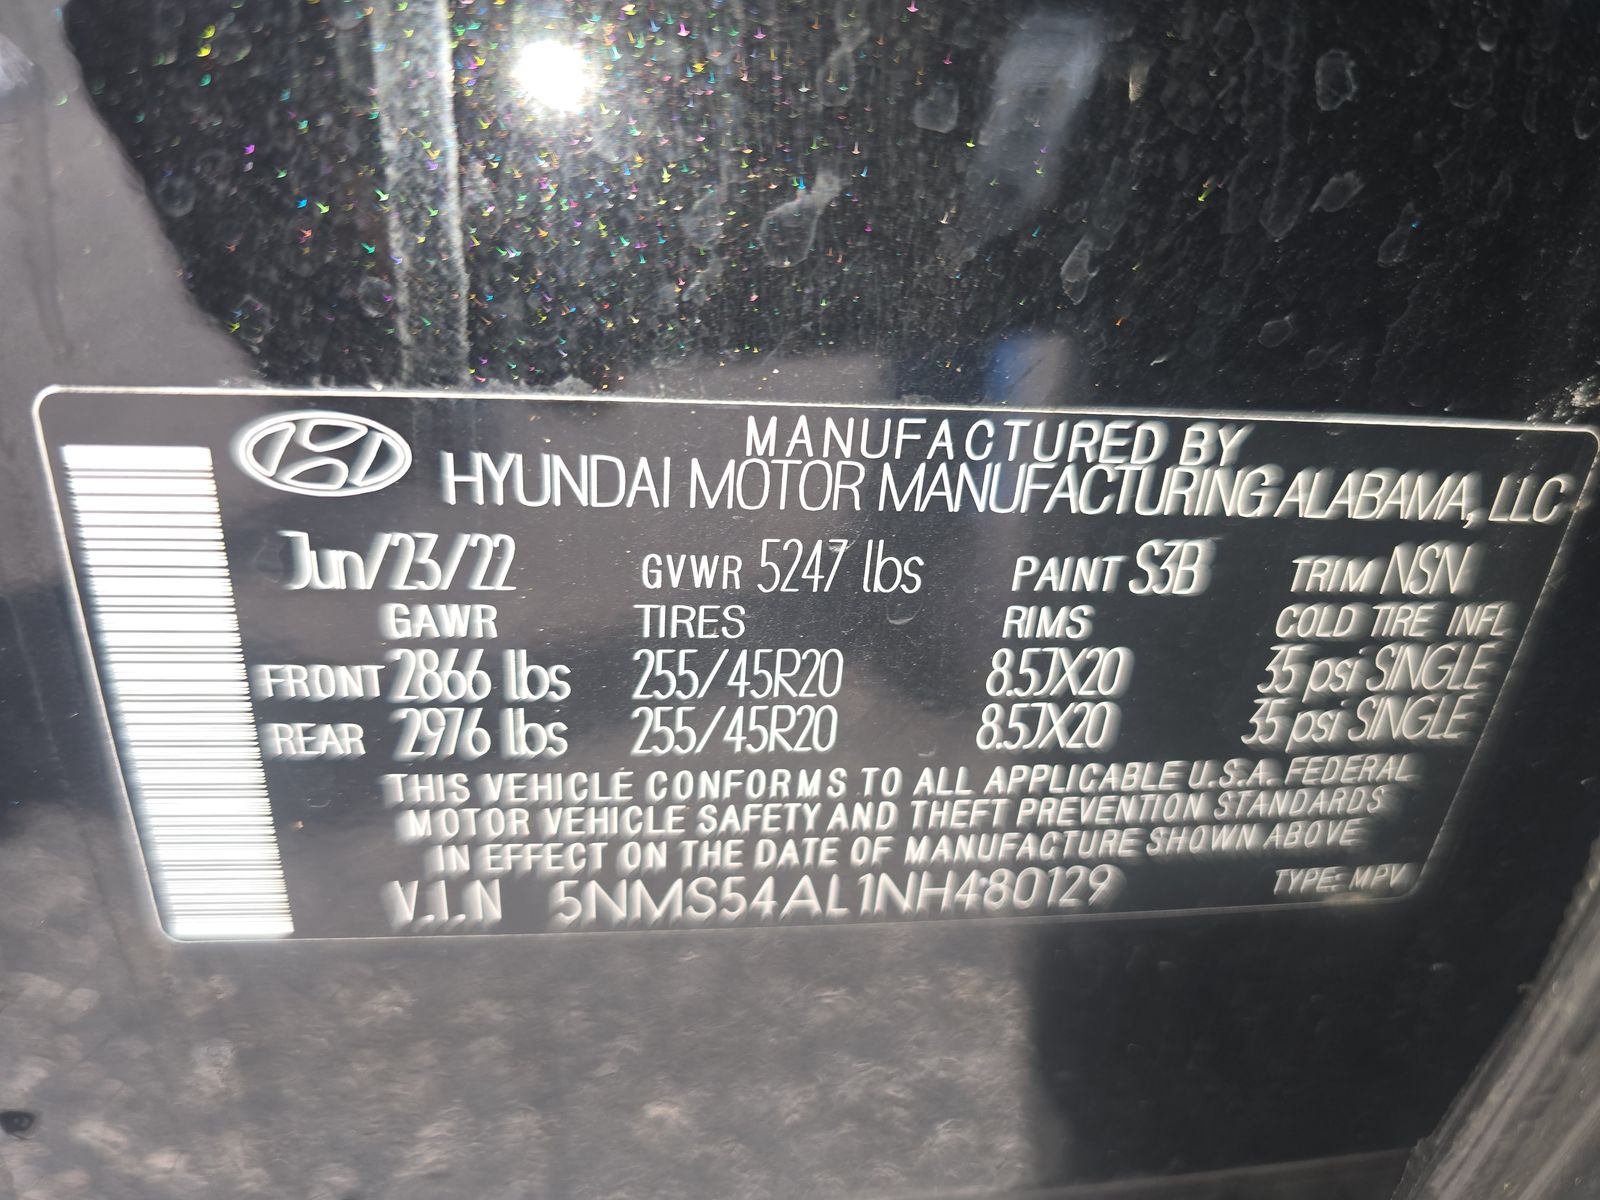 MANUFACTURED BY
HYUNDAI MOTOR MANUFACTURING ALABAMA, LLC
Jun/23/22 GVWR 5247 lbs PAINT S3B TRIM NSN
GAWR TIRES RIMS COLD TIRE INFL
FRONT 2866 lbs 255/45R20 8.5JX20 35 psi SINGLE
REAR 2976 lbs 255/45R20 8.5JX20 35 psi SINGLE
THIS VEHICLE CONFORMS TO ALL APPLICABLE U.S.A. FEDERAL
MOTOR VEHICLE SAFETY AND THEFT PREVENTION STANDARDS
IN EFFECT ON THE DATE OF MANUFACTURE SHOWN ABOVE
V.I.N 5NMS54AL1NH480129 TYPE: MPV